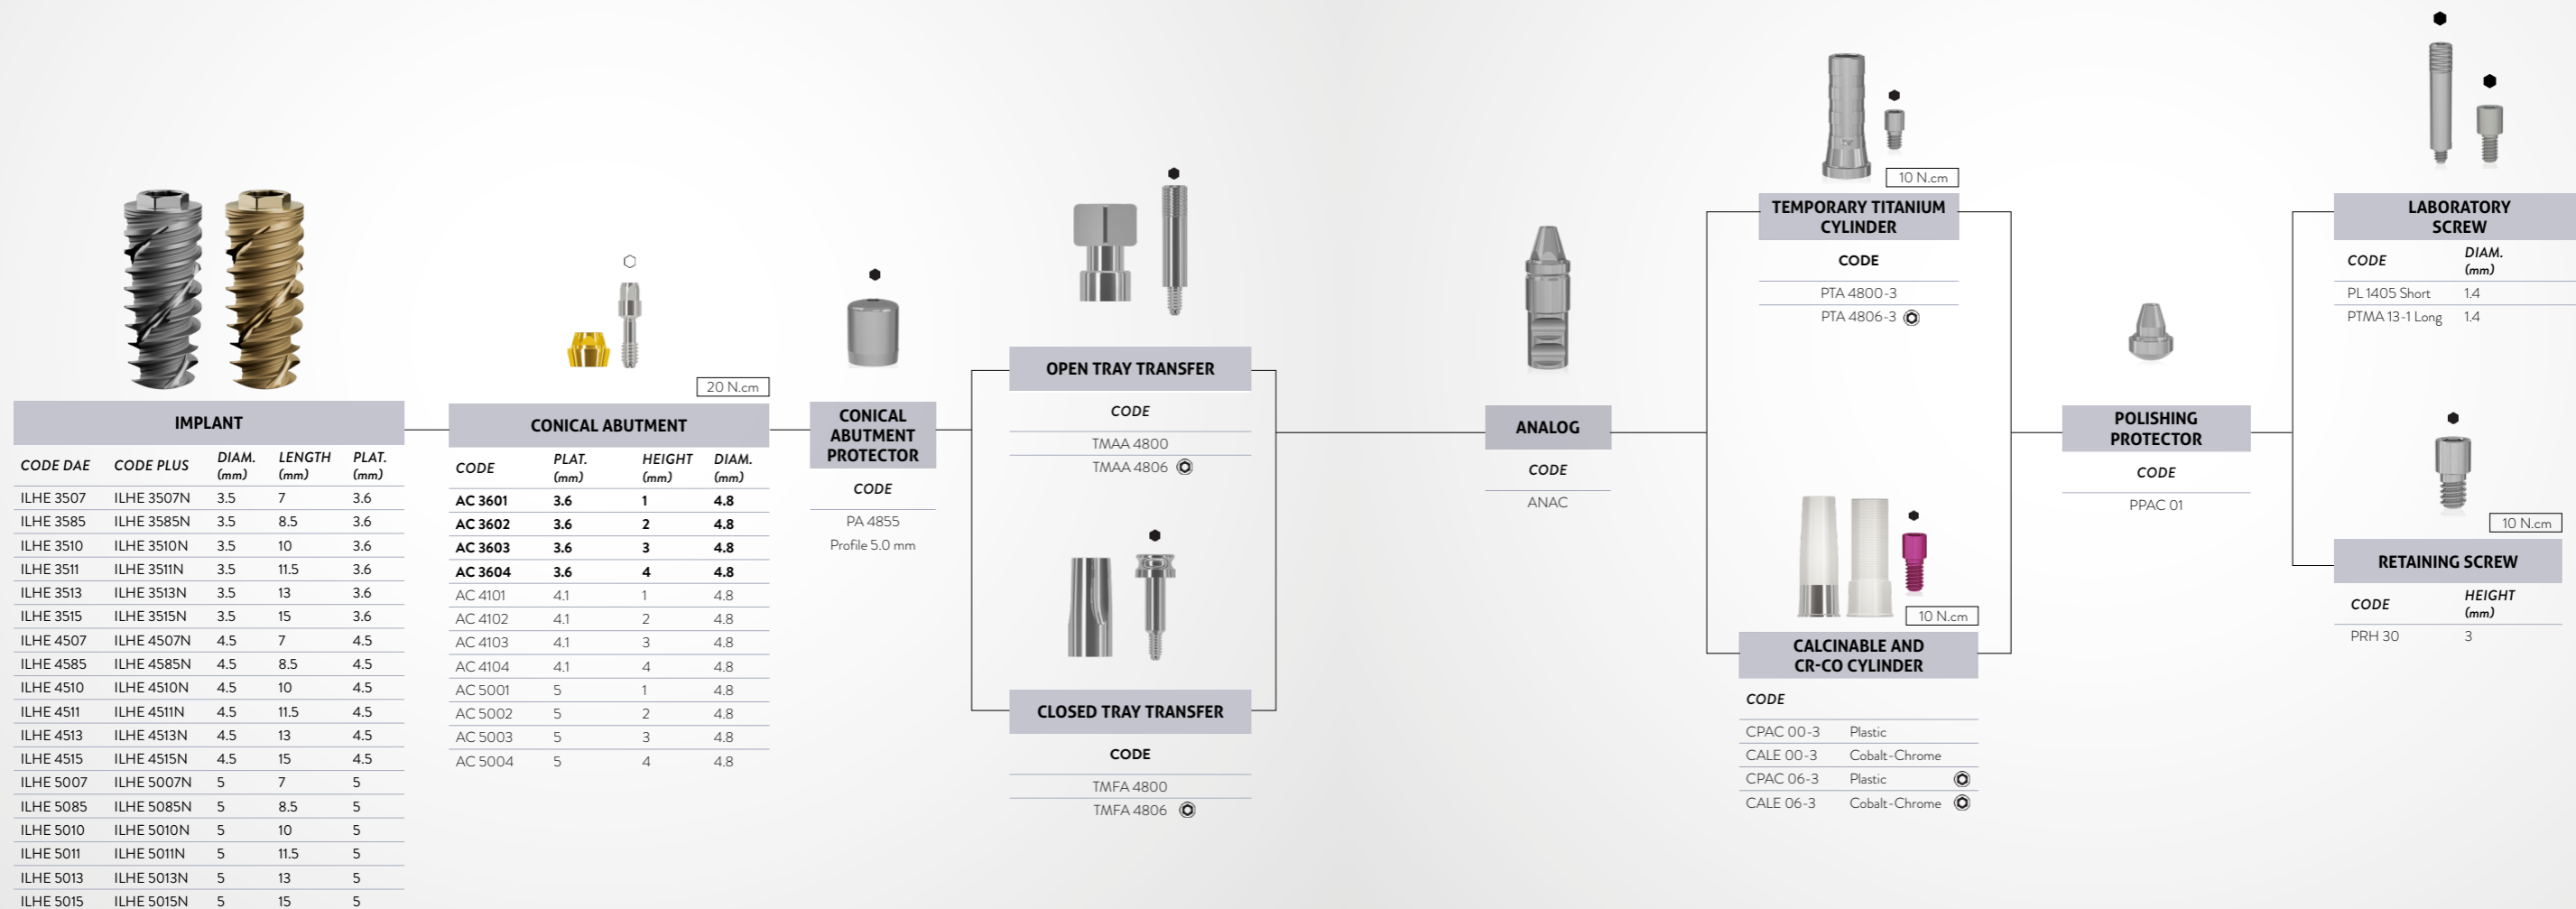 IMPLANT
CODE DAE CODE PLUS DIAM. (mm) LENGTH (mm) PLAT. (mm)
ILHE 3507 ILHE 3507N 3.5 7 3.6
ILHE 3585 ILHE 3585N 3.5 8.5 3.6
ILHE 3510 ILHE 3510N 3.5 10 3.6
ILHE 3511 ILHE 3511N 3.5 11.5 3.6
ILHE 3513 ILHE 3513N 3.5 13 3.6
ILHE 3515 ILHE 3515N 3.5 15 3.6
ILHE 4507 ILHE 4507N 4.5 7 4.5
ILHE 4585 ILHE 4585N 4.5 8.5 4.5
ILHE 4510 ILHE 4510N 4.5 10 4.5
ILHE 4511 ILHE 4511N 4.5 11.5 4.5
ILHE 4513 ILHE 4513N 4.5 13 4.5
ILHE 4515 ILHE 4515N 4.5 15 4.5
ILHE 5007 ILHE 5007N 5 7 5
ILHE 5085 ILHE 5085N 5 8.5 5
ILHE 5010 ILHE 5010N 5 10 5
ILHE 5011 ILHE 5011N 5 11.5 5
ILHE 5013 ILHE 5013N 5 13 5
ILHE 5015 ILHE 5015N 5 15 5
20 N.cm
CONICAL ABUTMENT
CODE PLAT. (mm) HEIGHT (mm) DIAM. (mm)
AC 3601 3.6 1 4.8
AC 3602 3.6 2 4.8
AC 3603 3.6 3 4.8
AC 3604 3.6 4 4.8
AC 4101 4.1 1 4.8
AC 4102 4.1 2 4.8
AC 4103 4.1 3 4.8
AC 4104 4.1 4 4.8
AC 5001 5 1 4.8
AC 5002 5 2 4.8
AC 5003 5 3 4.8
AC 5004 5 4 4.8
CONICAL
ABUTMENT
PROTECTOR
CODE
PA 4855
Profile 5.0 mm
OPEN TRAY TRANSFER
CODE
TMAA 4800
TMAA 4806
CLOSED TRAY TRANSFER
CODE
TMFA 4800
TMFA 4806
ANALOG
CODE
ANAC
10 N.cm
TEMPORARY TITANIUM
CYLINDER
CODE
PTA 4800-3
PTA 4806-3
10 N.cm
CALCINABLE AND
CR-CO CYLINDER
CODE
CPAC 00-3 Plastic
CALE 00-3 Cobalt-Chrome
CPAC 06-3 Plastic
CALE 06-3 Cobalt-Chrome
POLISHING
PROTECTOR
CODE
PPAC 01
LABORATORY
SCREW
CODE DIAM. (mm)
PL 1405 Short 1.4
PTMA 13-1 Long 1.4
10 N.cm
RETAINING SCREW
CODE HEIGHT (mm)
PRH 30 3